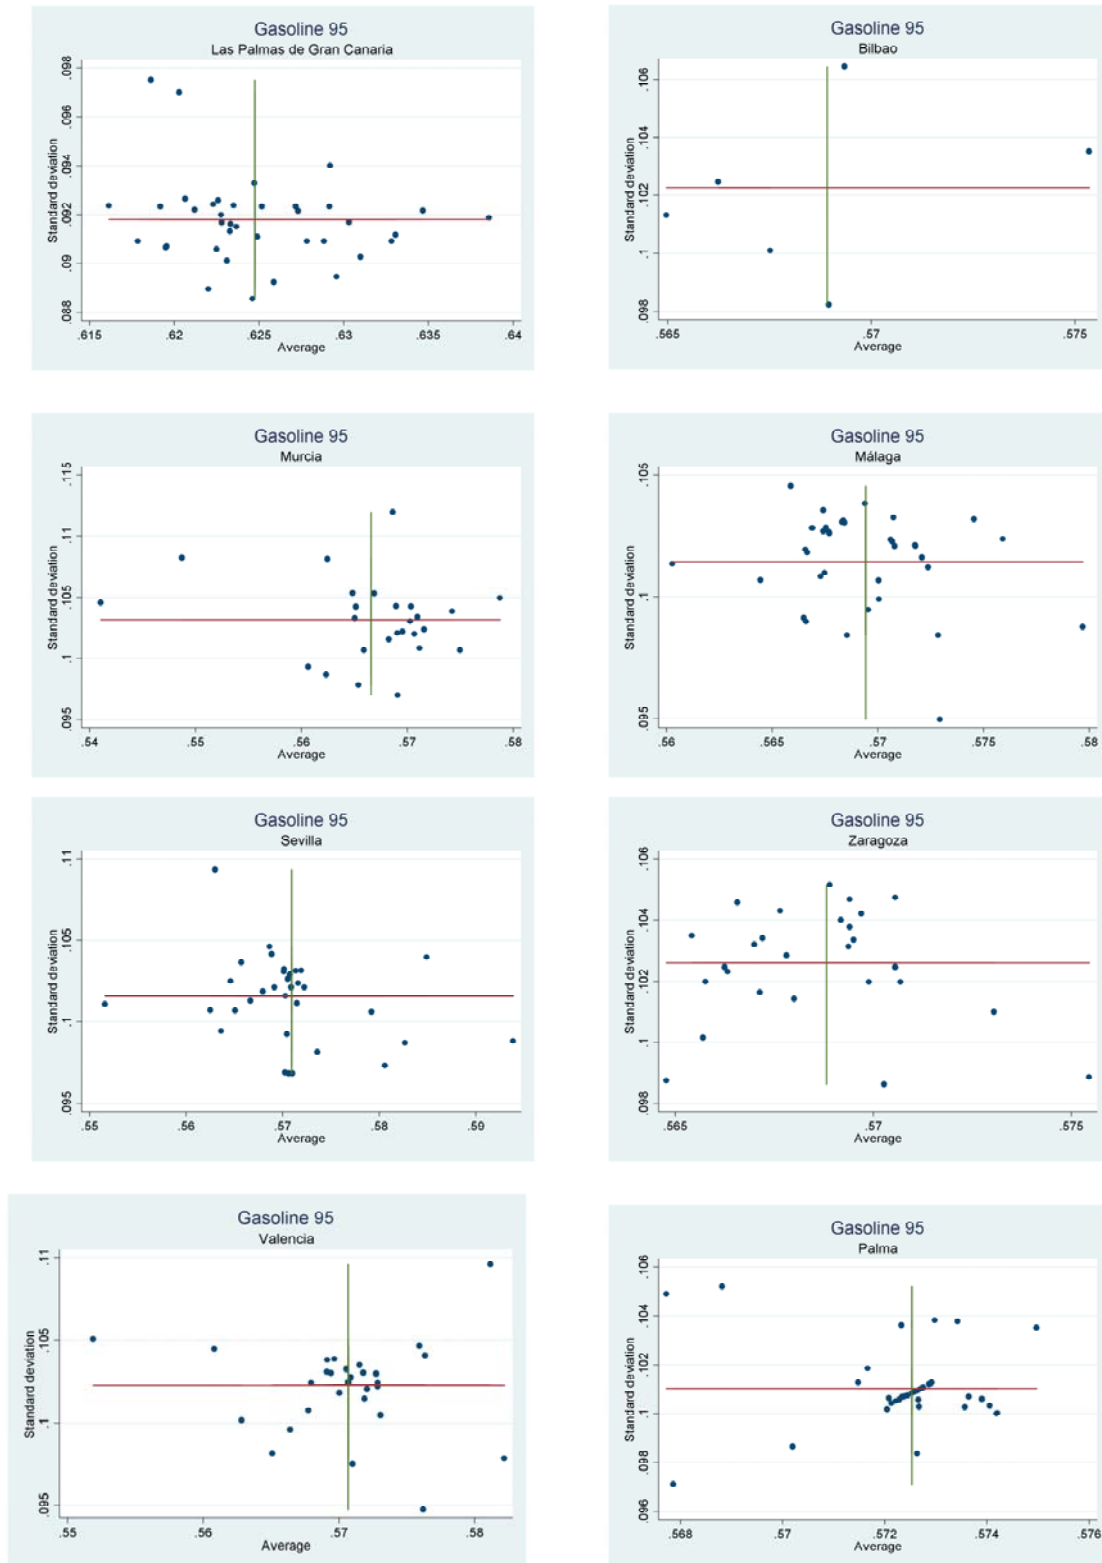 Gasoline 95
Las Palmas de Gran Canaria
Standard deviation
.088 .09 .092 .094 .096 .098
.615 .62 .625 .63 .635 .64
Average
Gasoline 95
Bilbao
Standard deviation
.098 .1 .102 .104 .106
.565 .57 .575
Average
Gasoline 95
Murcia
Standard deviation
.095 .1 .105 .11 .115
.54 .55 .56 .57 .58
Average
Gasoline 95
Málaga
Standard deviation
.095 .1 .105
.56 .565 .57 .575 .58
Average
Gasoline 95
Sevilla
Standard deviation
.095 .1 .105 .11
.55 .56 .57 .58 .59
Average
Gasoline 95
Zaragoza
Standard deviation
.098 .1 .102 .104 .106
.565 .57 .575
Average
Gasoline 95
Valencia
Standard deviation
.095 .1 .105 .11
.55 .56 .57 .58
Average
Gasoline 95
Palma
Standard deviation
.096 .098 .1 .102 .104 .106
.568 .57 .572 .574 .576
Average